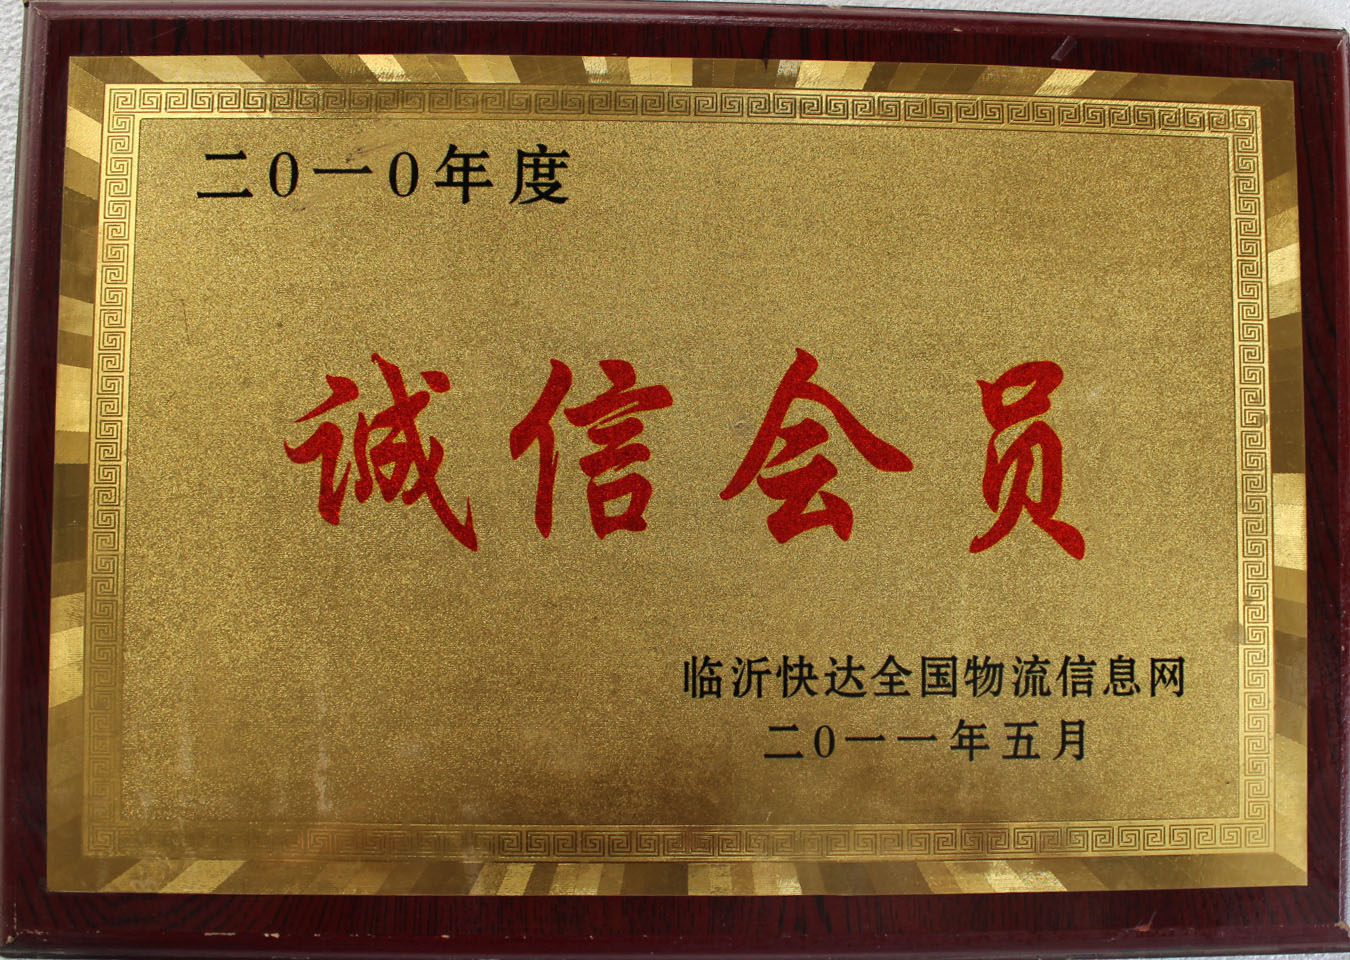 二0一0年度
诚信会员
临沂快达全国物流信息网
二0一一年五月